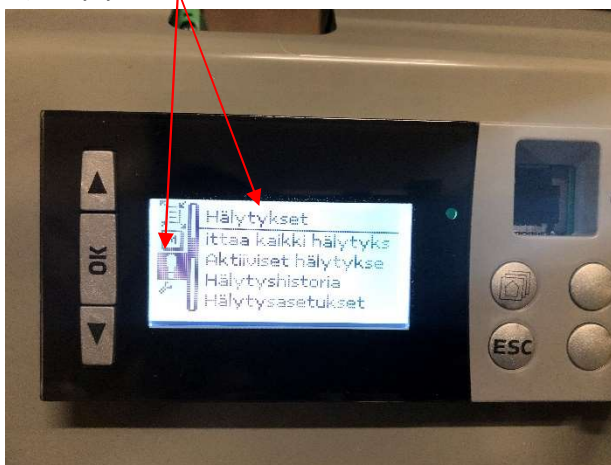 Hälytykset
ittaa kaikki hälytyks
Aktiiviset hälytykse
Hälytyshistoria
Hälytysasetukset
OK
ESC